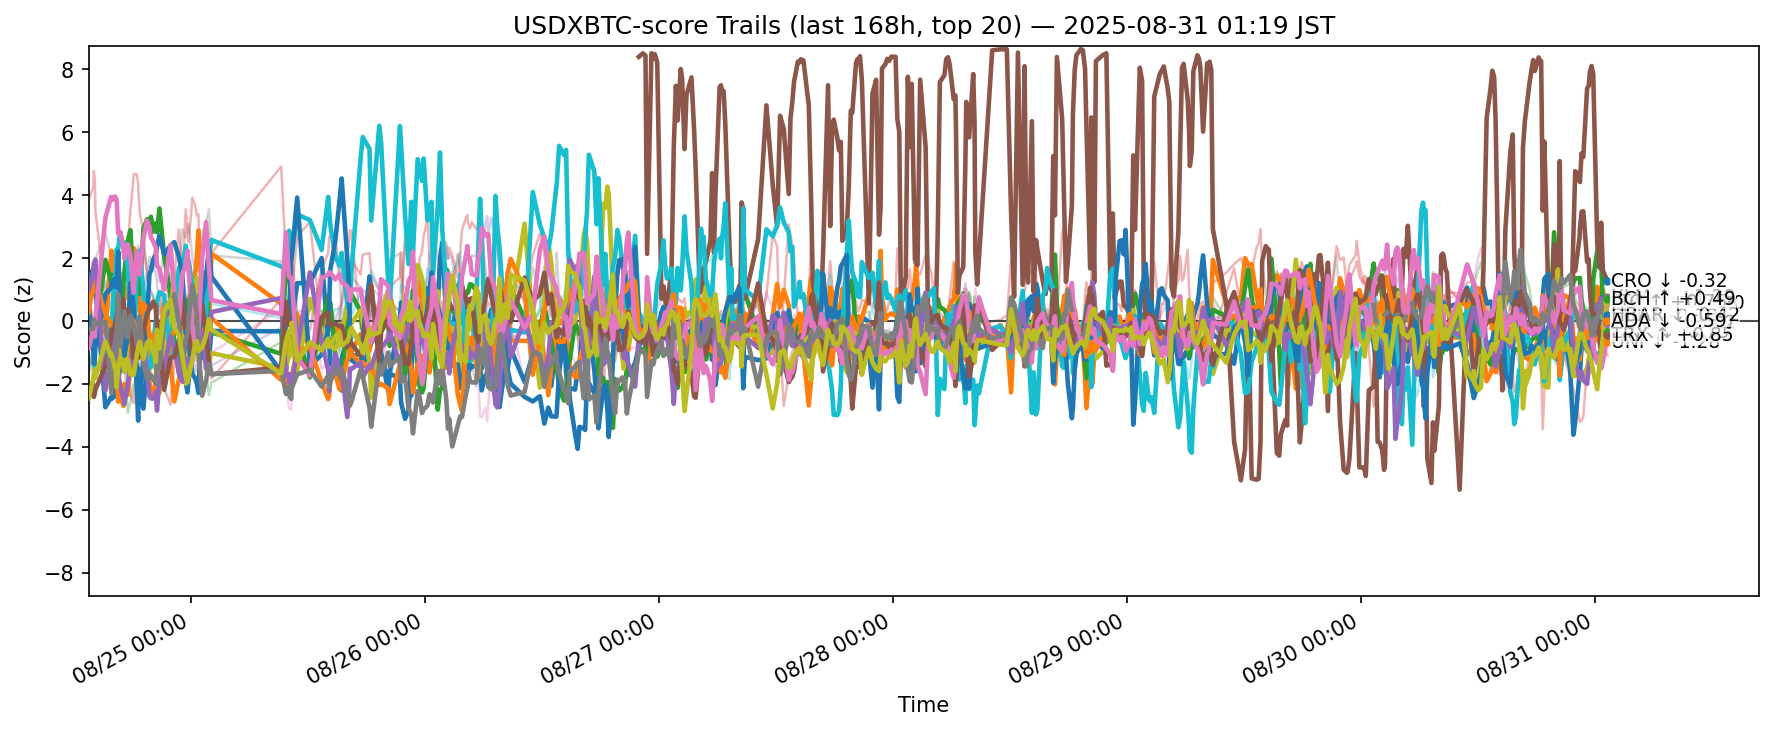 USDXBTC-score Trails (last 168h, top 20) — 2025-08-31 01:19 JST
Score (z)
8
6
4
2
0
−2
−4
−6
−8
CRO ↓ -0.32
BCH ↑ +0.49
ADA ↓ -0.59
TRX ↑ +0.85
UNI ↓ -1.28
08/25 00:00
08/26 00:00
08/27 00:00
08/28 00:00
08/29 00:00
08/30 00:00
08/31 00:00
Time